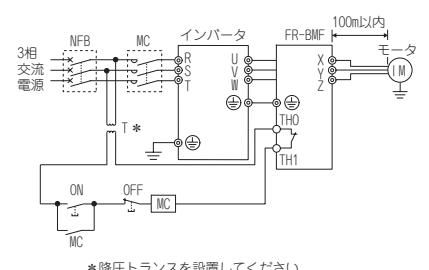 100m以内
NFB
MC
インバータ
FR-BMF
モータ
3相
交流
電源
R
S
T
U
V
W
X
Y
Z
IM
T*
TH0
TH1
ON
OFF
MC
MC
*降圧トランスを設置してください